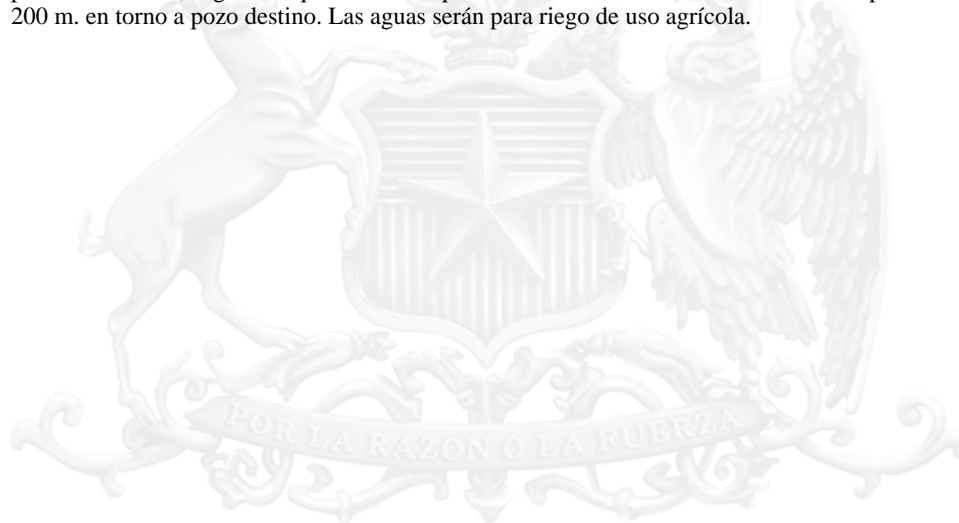 200 m. en torno a pozo destino. Las aguas serán para riego de uso agrícola.
POR LA RAZON O LA FUERZA